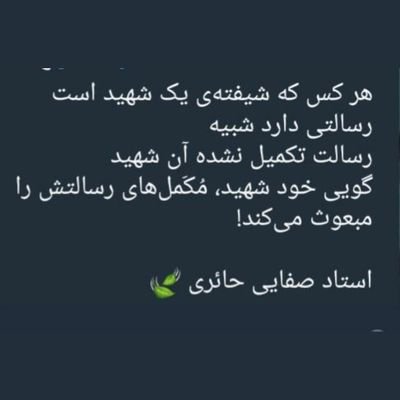 هر کس که شیفته‌ی یک شهید است
رسالتی دارد شبیه
رسالت تکمیل نشده آن شهید
گویی خود شهید، مُکَمل‌های رسالتش را
مبعوث می‌کند!
استاد صفایی حائری